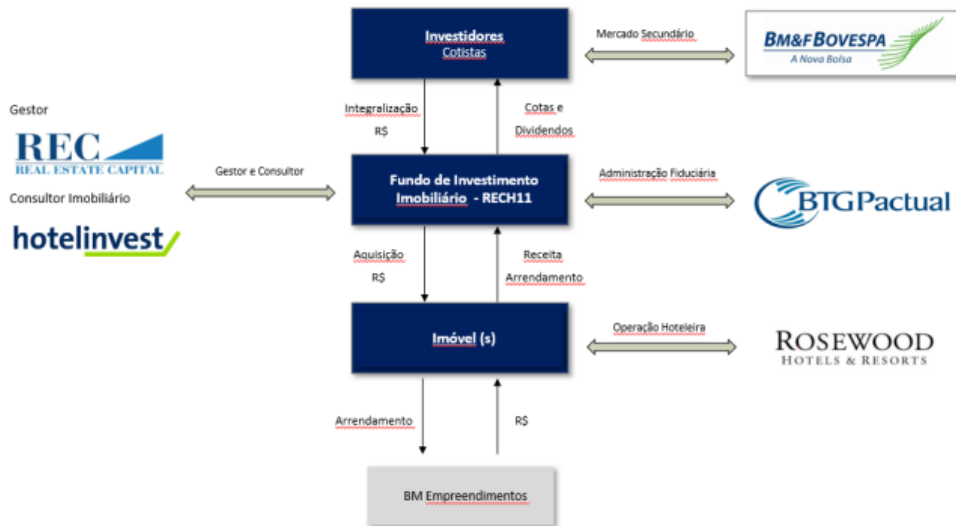 Investidores
Cotistas
Mercado Secundário
BM&FBOVESPA
A Nova Bolsa
Gestor
REC
REAL ESTATE CAPITAL
Integralização
R$
Cotas e
Dividendos
Gestor e Consultor
Fundo de Investimento
Imobiliário - RECH11
Administração Fiduciária
BTGPactual
Consultor Imobiliário
hotelinvest
Aquisição
R$
Receita
Arrendamento
Imóvel (s)
Operação Hoteleira
ROSEWOOD
HOTELS & RESORTS
Arrendamento
R$
BM Empreendimentos